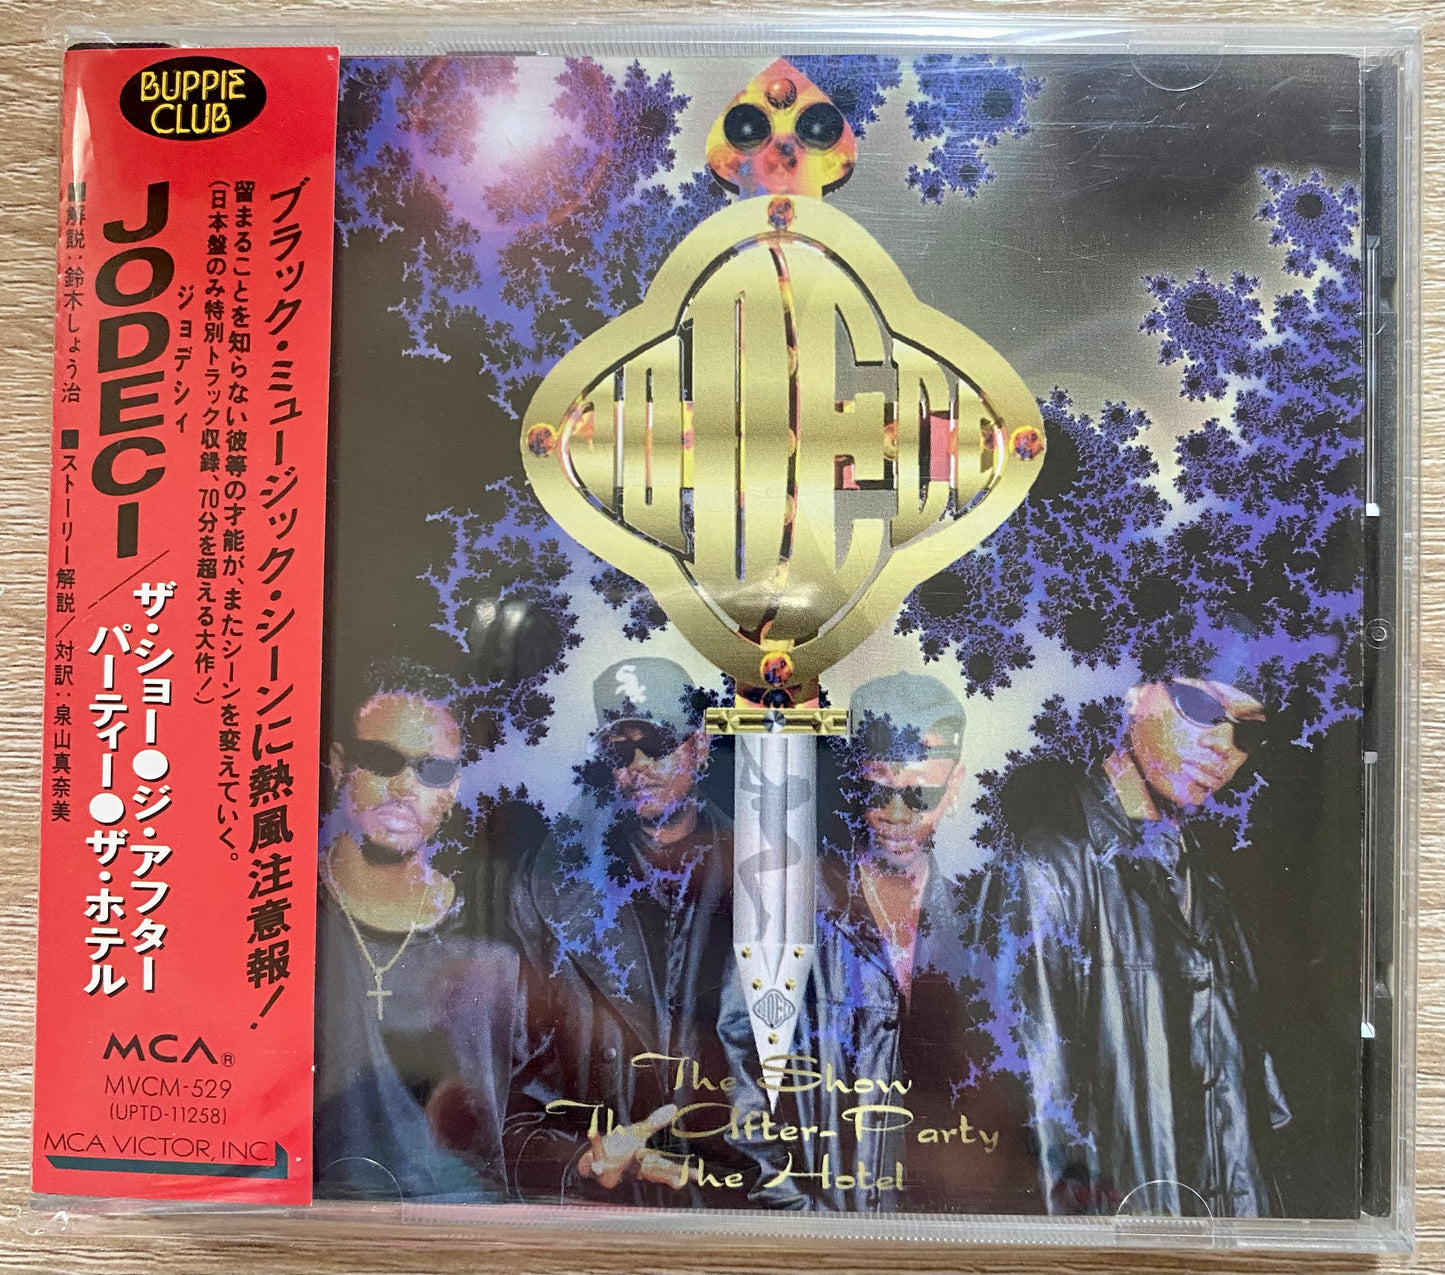 BUPPIE
CLUB
ブラック・ミュージック・シーンに熱風注意報!
留まることを知らない彼等の才能が、またシーンを変えていく。
(日本盤のみ特別トラック収録、70分を超える大作!)
ジョデシィ
JODECI/ザ・ショー●ジ・アフター
パーティー●ザ・ホテル
■解説:鈴木しょう治 ■ストーリー解説/対訳:泉山真奈美
MCA®
MVCM-529
(UPTD-11258)
MCA VICTOR, INC.
JODECI
The Show
The After-Party
The Hotel